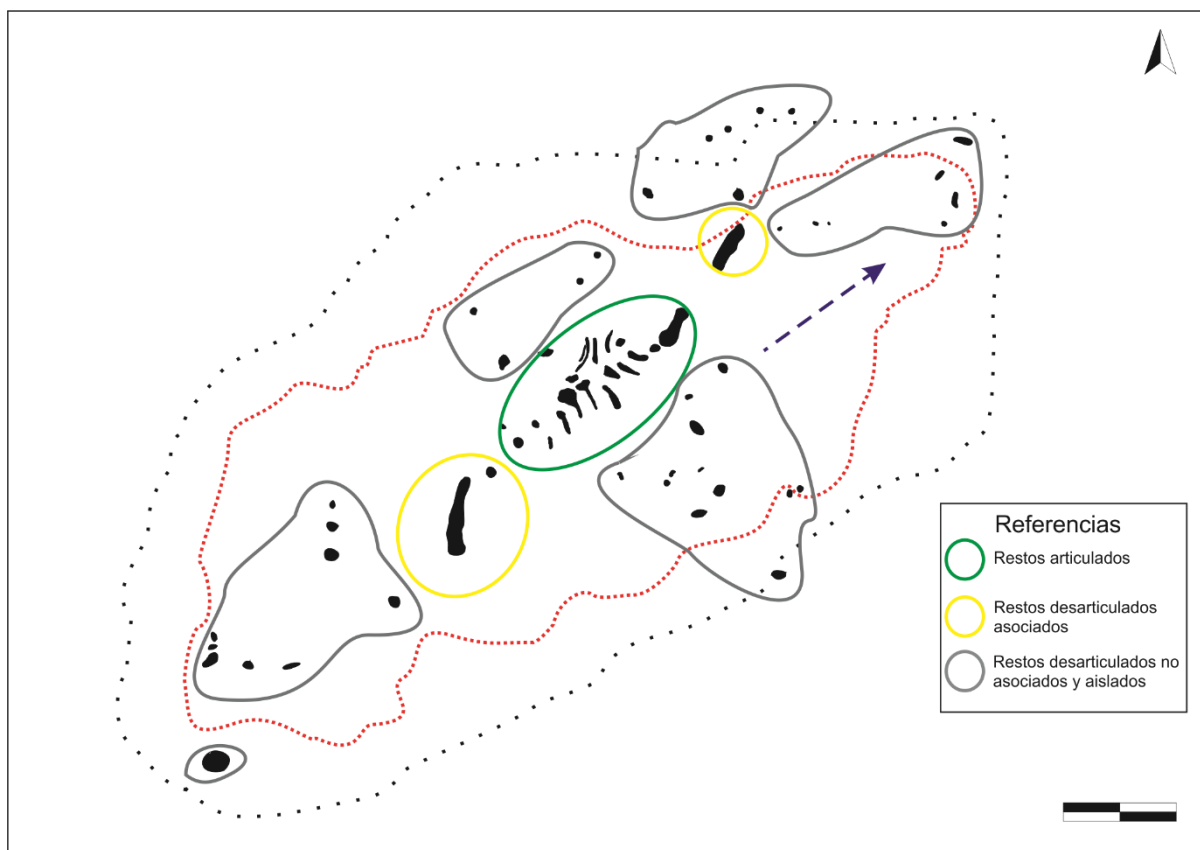 Referencias
Restos articulados
Restos desarticulados
asociados
Restos desarticulados no
asociados y aislados